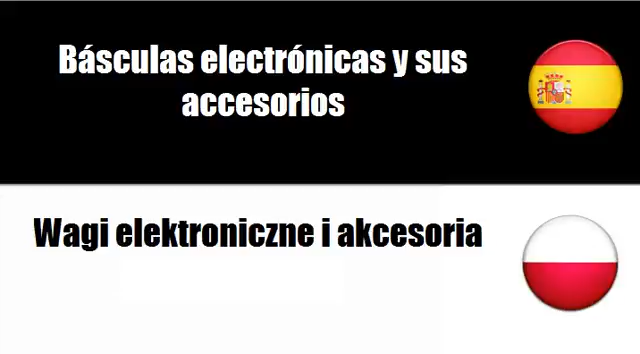 Básculas electrónicas y sus
accesorios
Wagi elektroniczne i akcesoria